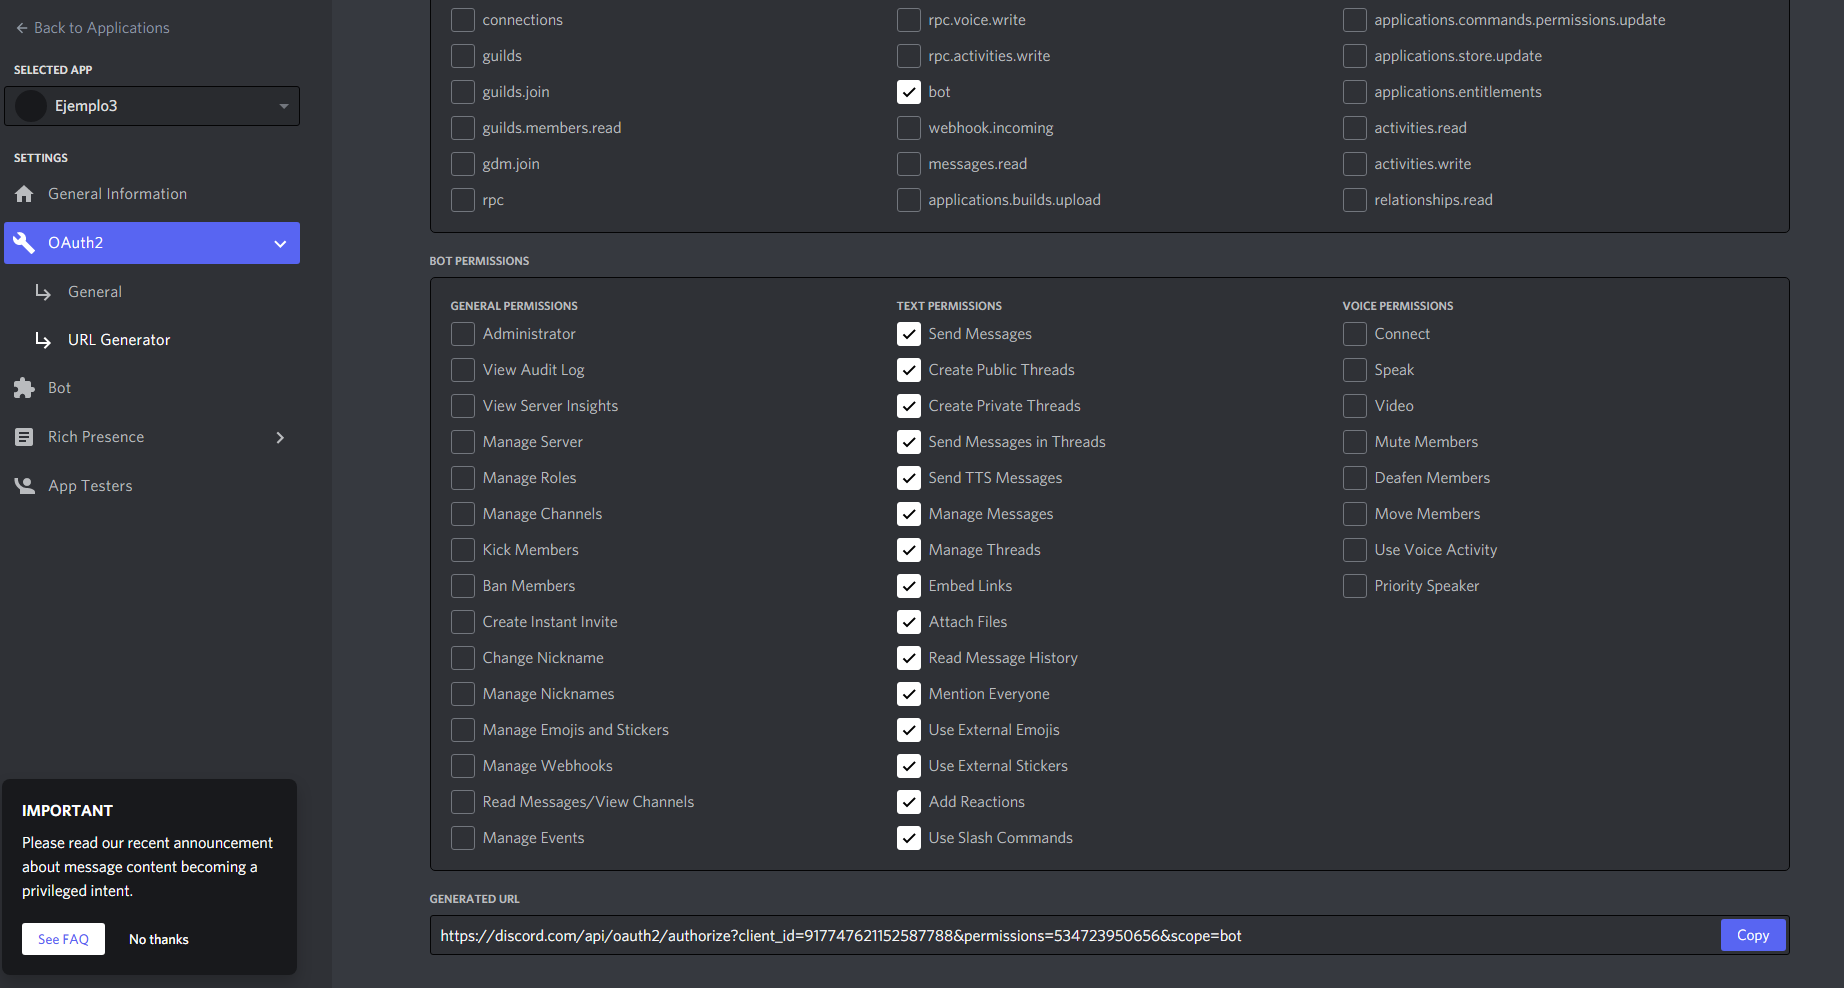 Back to Applications
SELECTED APP
Ejemplo3
SETTINGS
General Information
OAuth2
General
URL Generator
Bot
Rich Presence
App Testers
IMPORTANT
Please read our recent announcement
about message content becoming a
privileged intent.
See FAQ
No thanks
connections
guilds
guilds.join
guilds.members.read
gdm.join
rpc
rpc.voice.write
rpc.activities.write
bot
webhook.incoming
messages.read
applications.builds.upload
applications.commands.permissions.update
applications.store.update
applications.entitlements
activities.read
activities.write
relationships.read
BOT PERMISSIONS
GENERAL PERMISSIONS
Administrator
View Audit Log
View Server Insights
Manage Server
Manage Roles
Manage Channels
Kick Members
Ban Members
Create Instant Invite
Change Nickname
Manage Nicknames
Manage Emojis and Stickers
Manage Webhooks
Read Messages/View Channels
Manage Events
TEXT PERMISSIONS
Send Messages
Create Public Threads
Create Private Threads
Send Messages in Threads
Send TTS Messages
Manage Messages
Manage Threads
Embed Links
Attach Files
Read Message History
Mention Everyone
Use External Emojis
Use External Stickers
Add Reactions
Use Slash Commands
VOICE PERMISSIONS
Connect
Speak
Video
Mute Members
Deafen Members
Move Members
Use Voice Activity
Priority Speaker
GENERATED URL
https://discord.com/api/oauth2/authorize?client_id=917747621152587788&permissions=534723950656&scope=bot
Copy